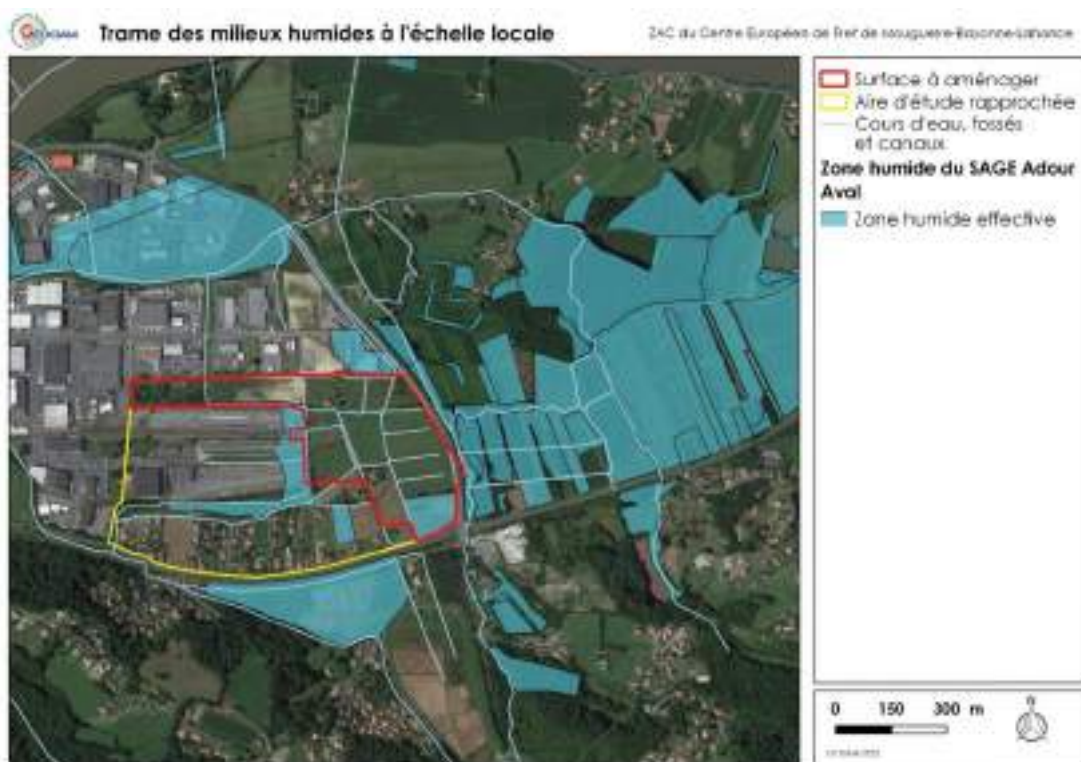 Trame des milieux humides à l'échelle locale
ZAC du Centre Européen de Fret de Mouguerre-Bayonne-Lahonce
Surface à aménager
Aire d'étude rapprochée
Cours d'eau, fossés
et canaux
Zone humide du SAGE Adour
Aval
Zone humide effective
0 150 300 m
N